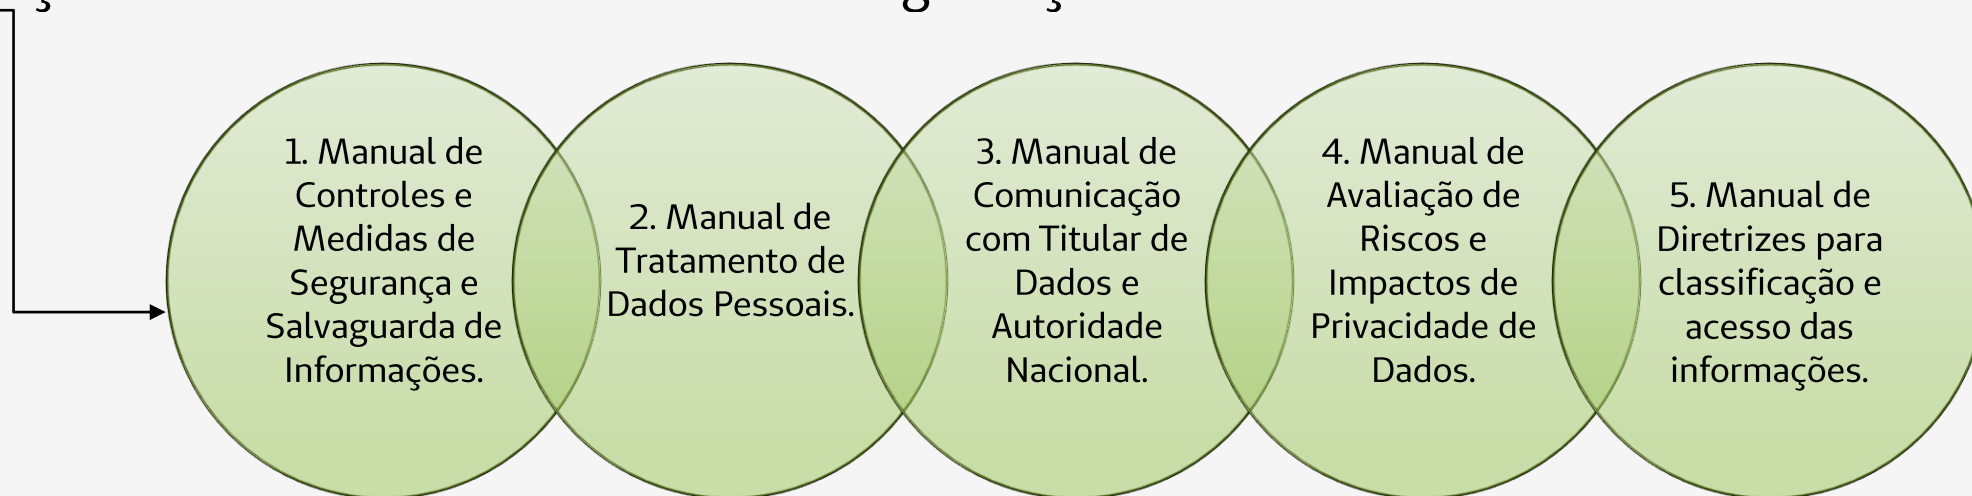 1. Manual de
Controles e
Medidas de
Segurança e
Salvaguarda de
Informações.
2. Manual de
Tratamento de
Dados Pessoais.
3. Manual de
Comunicação
com Titular de
Dados e
Autoridade
Nacional.
4. Manual de
Avaliação de
Riscos e
Impactos de
Privacidade de
Dados.
5. Manual de
Diretrizes para
classificação e
acesso das
informações.